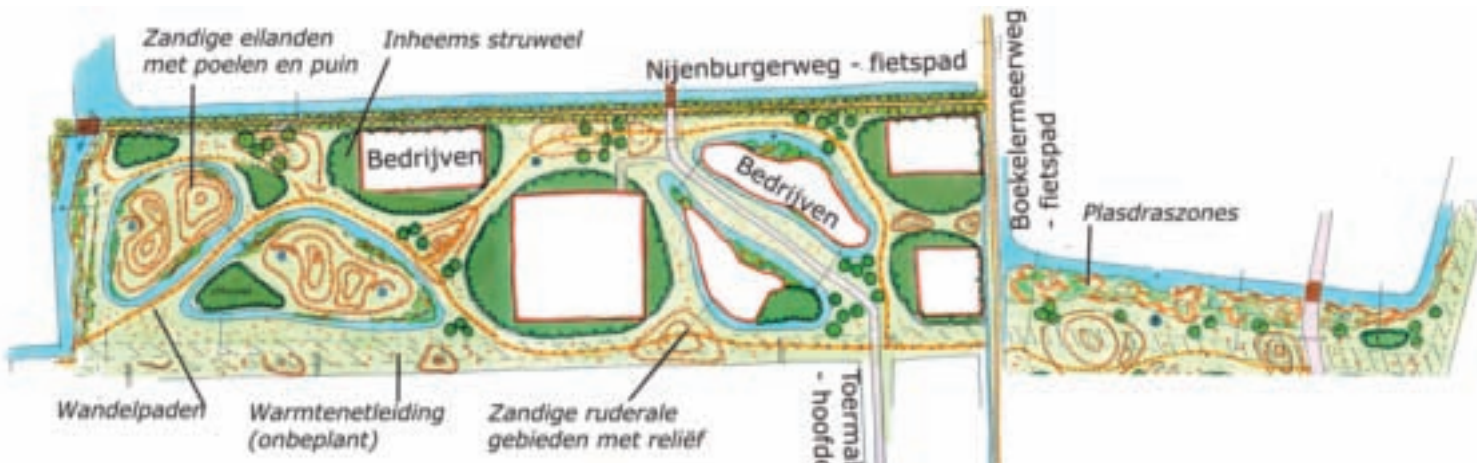 Zandige eilanden
met poelen en puin
Inheems struweel
Nijenburgerweg - fietspad
Boekelermeerweg
- fietspad
Bedrijven
Bedrijven
Plasdraszones
Wandelpaden
Warmtenetleiding
(onbeplant)
Zandige ruderale
gebieden met reliëf
Toermal
- hoofdo